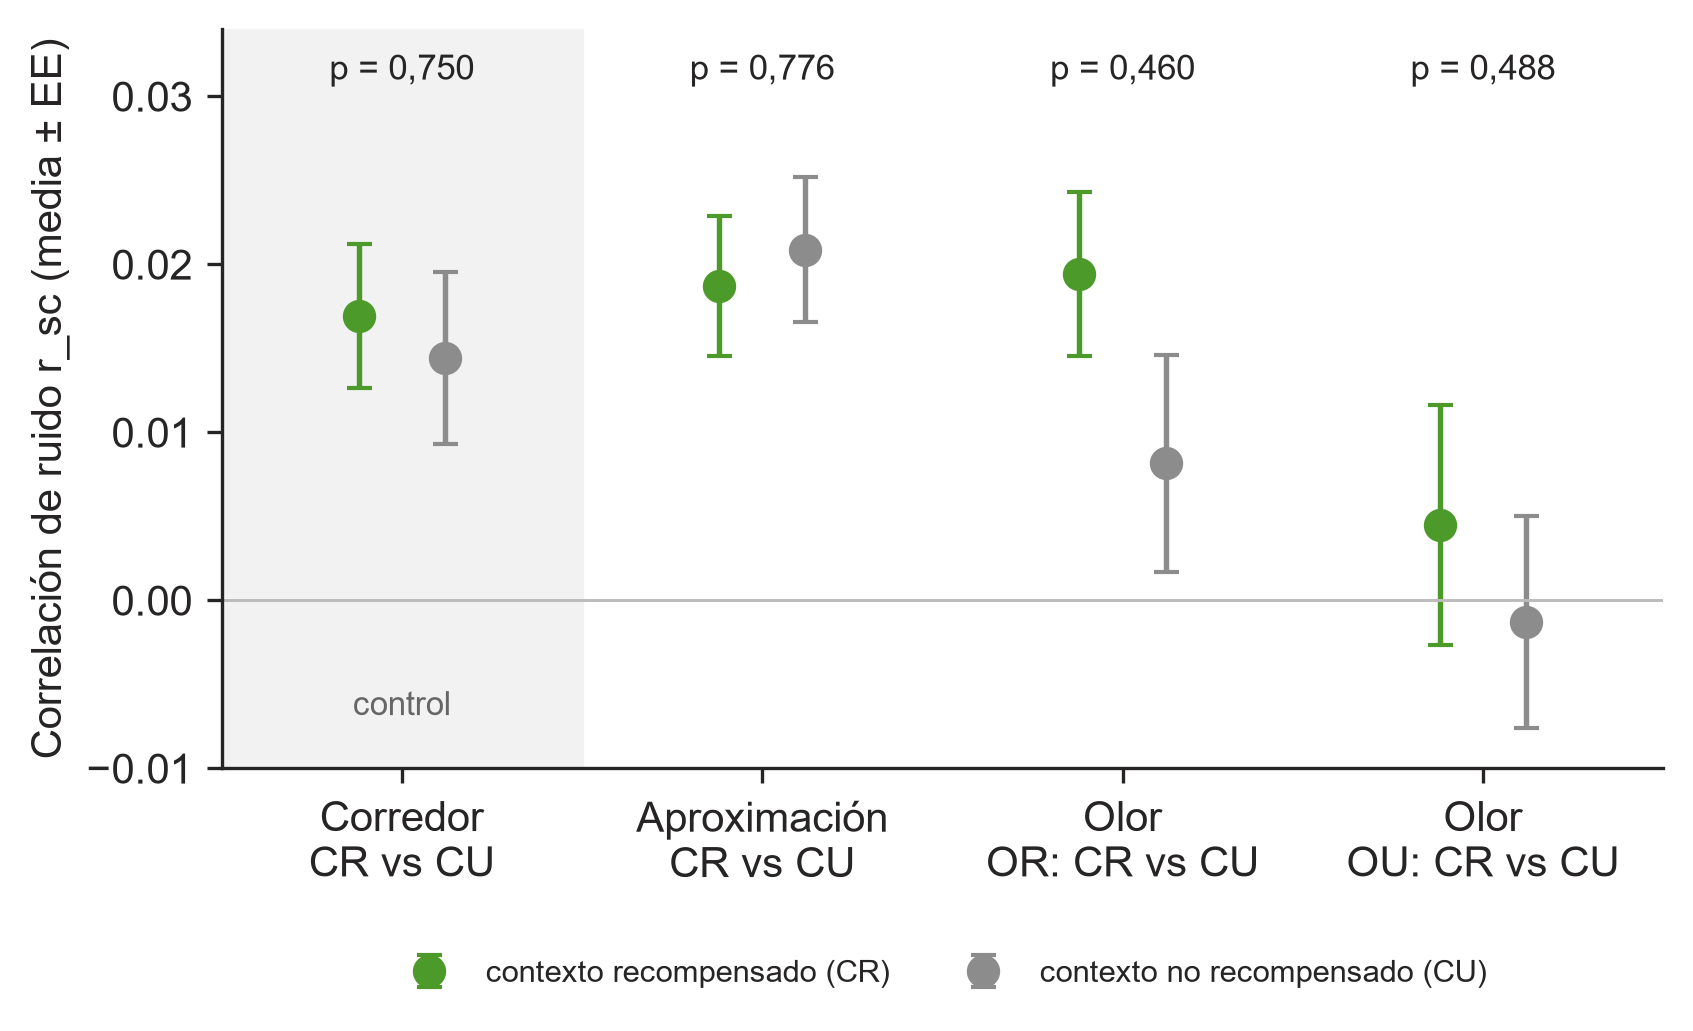 Correlación de ruido r_sc (media ± EE)
0.03
0.02
0.01
0.00
−0.01
p = 0,750
p = 0,776
p = 0,460
p = 0,488
control
Corredor
CR vs CU
Aproximación
CR vs CU
Olor
OR: CR vs CU
Olor
OU: CR vs CU
contexto recompensado (CR)
contexto no recompensado (CU)